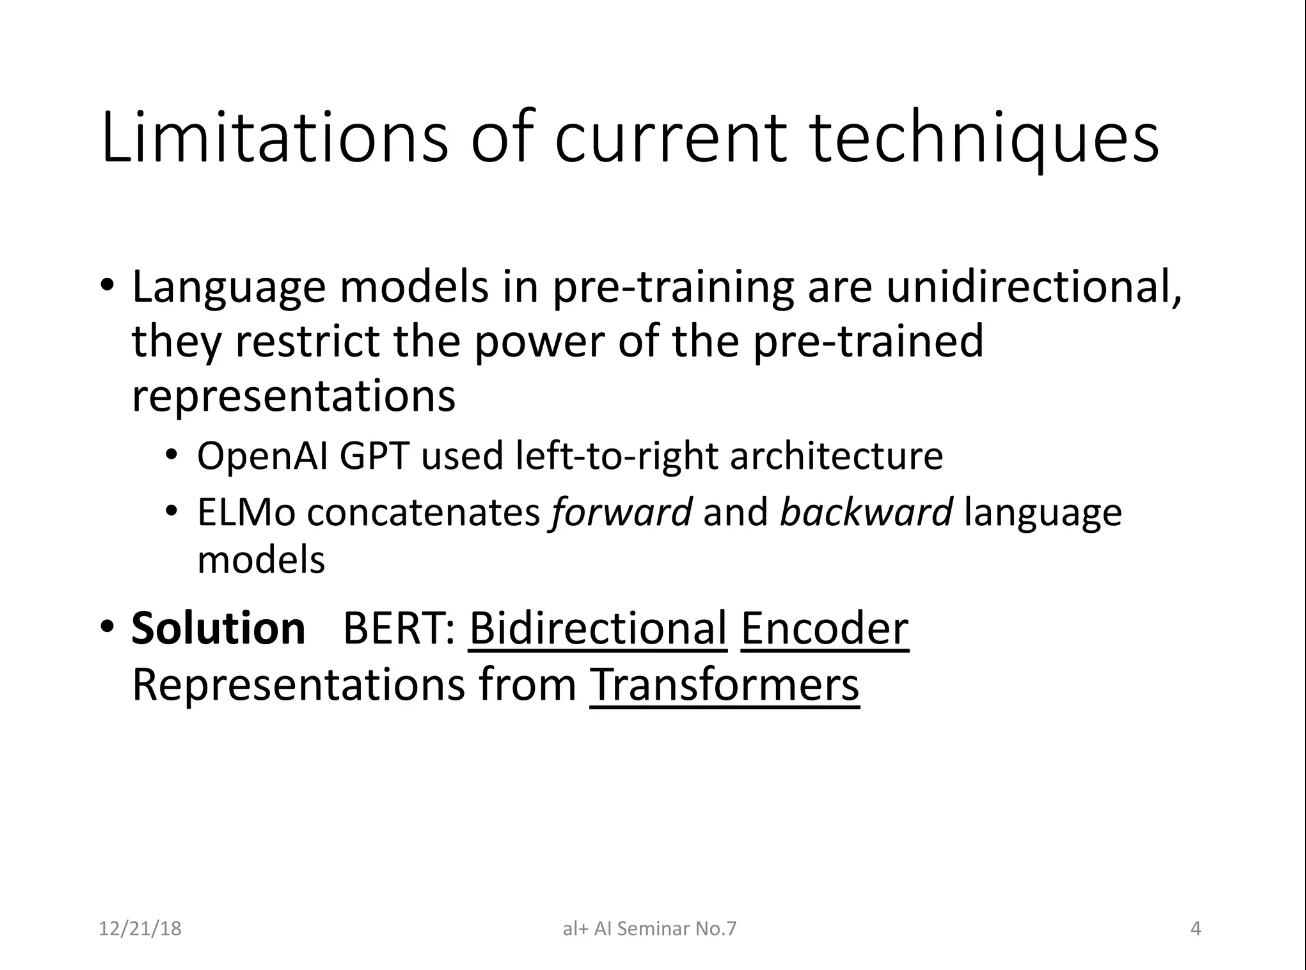 Limitations of current techniques
• Language models in pre-training are unidirectional,
they restrict the power of the pre-trained
representations
• OpenAI GPT used left-to-right architecture
• ELMo concatenates forward and backward language
models
• Solution BERT: Bidirectional Encoder
Representations from Transformers
12/21/18
al+ AI Seminar No.7
4